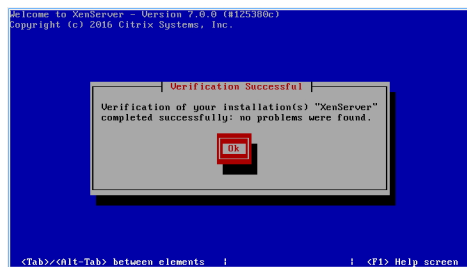 Welcome to XenServer - Version 7.0.0 (#125380c)
Copyright (c) 2016 Citrix Systems, Inc.
Verification Successful
Verification of your installation(s) "XenServer"
completed successfully: no problems were found.
Ok
<Tab>/<Alt-Tab> between elements | | <F1> Help screen